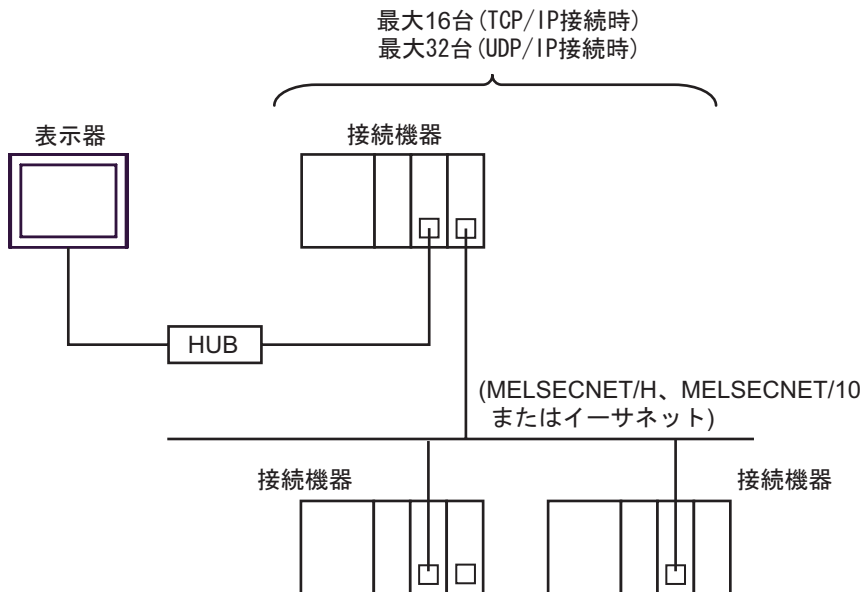 最大16台(TCP/IP接続時)
最大32台(UDP/IP接続時)
表示器
接続機器
HUB
(MELSECNET/H、MELSECNET/10
またはイーサネット)
接続機器
接続機器